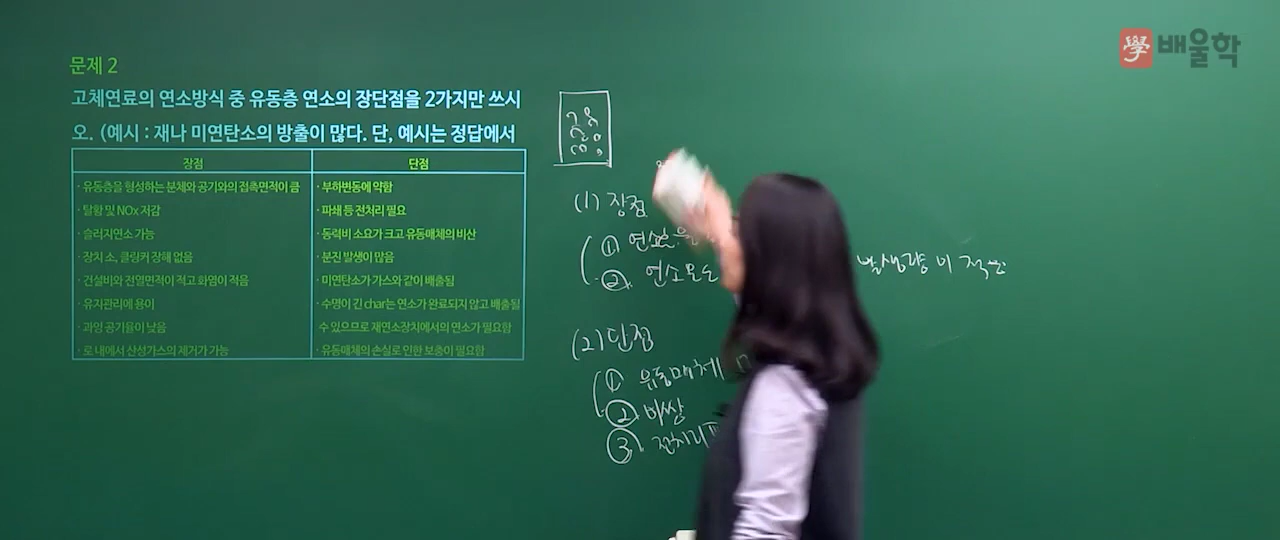 學 배울학
문제 2
고체연료의 연소방식 중 유동층 연소의 장단점을 2가지만 쓰시
오. (예시 : 재나 미연탄소의 방출이 많다. 단, 예시는 정답에서
장점 단점
· 유동층을 형성하는 분체와 공기와의 접촉면적이 큼 · 부하변동에 약함
· 탈황 및 NOx 저감 · 파쇄 등 전처리 필요
· 슬러지연소 가능 · 동력비 소요가 크고 유동매체의 비산
· 장치 소, 클링커 장해 없음 · 분진 발생이 많음
· 건설비와 전열면적이 적고 화염이 적음 · 미연탄소가 가스와 같이 배출됨
· 유지관리에 용이 · 수명이 긴 char는 연소가 완료되지 않고 배출될
· 과잉 공기율이 낮음 수 있으므로 재연소장치에서의 연소가 필요함
· 로 내에서 산성가스의 제거가 가능 · 유동매체의 손실로 인한 보충이 필요함
(1) 장점
① 연소효율
② 연소온도 발생량이 적음
(2) 단점
① 유동매체
② 비싼
③ 전처리